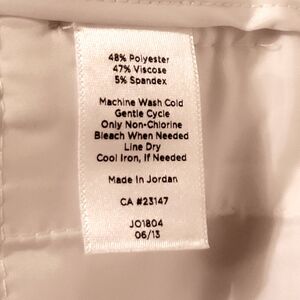 48% Polyester
47% Viscose
5% Spandex
Machine Wash Cold
Gentle Cycle
Only Non-Chlorine
Bleach When Needed
Line Dry
Cool Iron, If Needed
Made In Jordan
CA #23147
JO1804
06/13